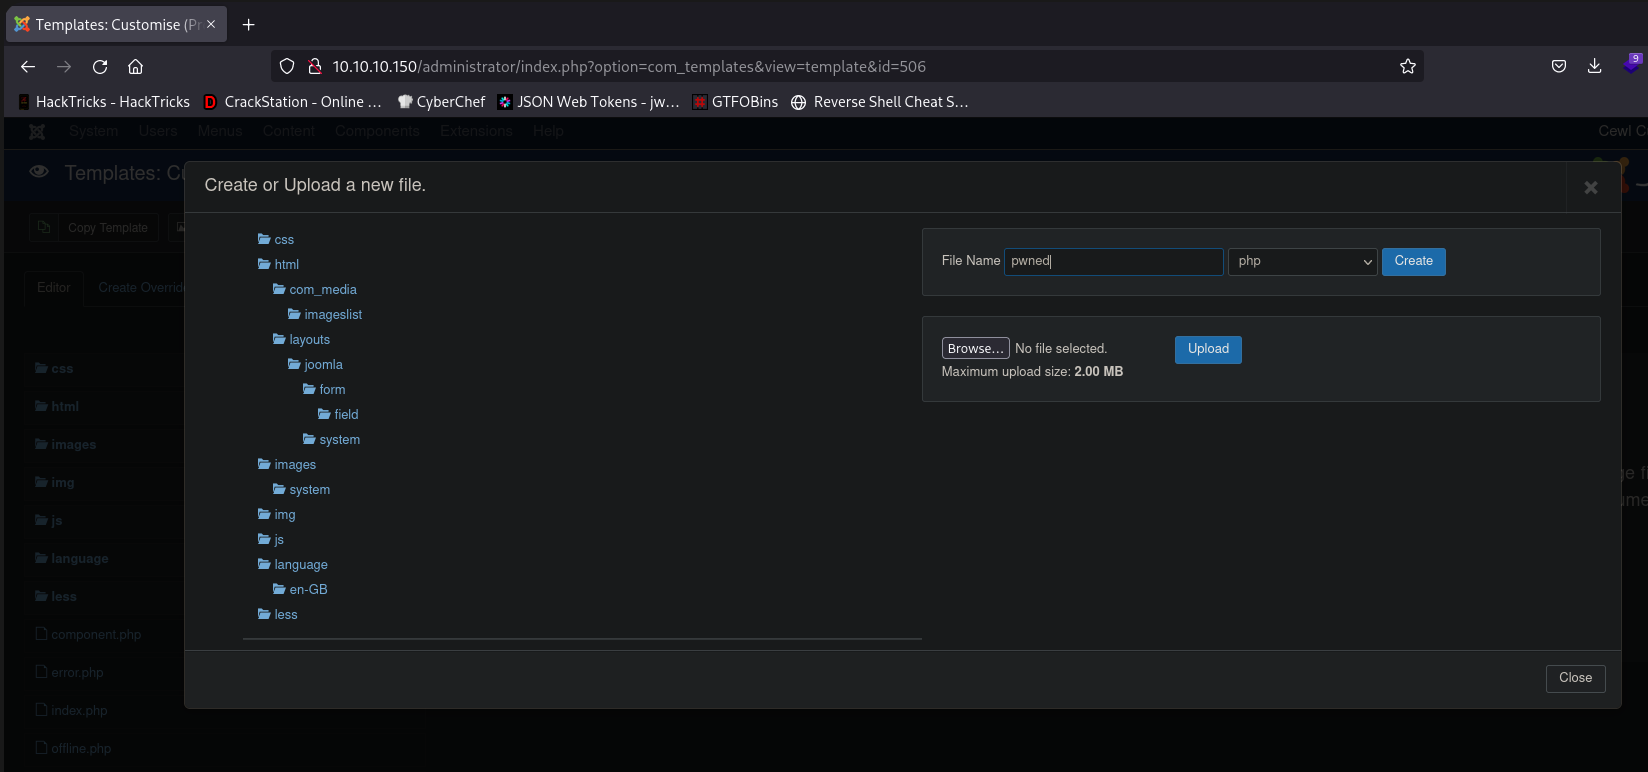 Templates: Customise (Pr
10.10.10.150/administrator/index.php?option=com_templates&view=template&id=506
9
HackTricks - HackTricks CrackStation - Online ... CyberChef JSON Web Tokens - jw... GTFOBins Reverse Shell Cheat S...
System Users Menus Content Components Extensions Help Cewl C
Templates: Cu
Create or Upload a new file.
Copy Template
Editor Create Overrid
css
html
images
img
js
language
less
component.php
error.php
index.php
offline.php
css
html
com_media
imageslist
layouts
joomla
form
field
system
images
system
img
js
language
en-GB
less
File Name pwned php Create
Browse... No file selected. Upload
Maximum upload size: 2.00 MB
Close